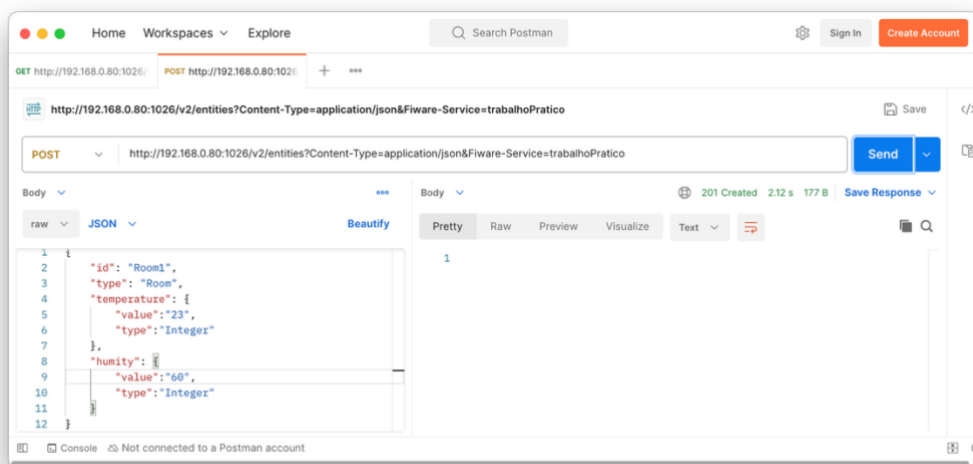 Home Workspaces Explore Search Postman Sign In Create Account
GET http://192.168.0.80:1026/ POST http://192.168.0.80:1026
http://192.168.0.80:1026/v2/entities?Content-Type=application/json&Fiware-Service=trabalhoPratico Save
POST http://192.168.0.80:1026/v2/entities?Content-Type=application/json&Fiware-Service=trabalhoPratico Send
Body Body 201 Created 2.12 s 177 B Save Response
raw JSON Beautify Pretty Raw Preview Visualize Text
1 {
2 "id": "Room1",
3 "type": "Room",
4 "temperature": {
5 "value":"23",
6 "type":"Integer"
7 },
8 "humity": {
9 "value":"60",
10 "type":"Integer"
11 }
12 }
1
Console Not connected to a Postman account